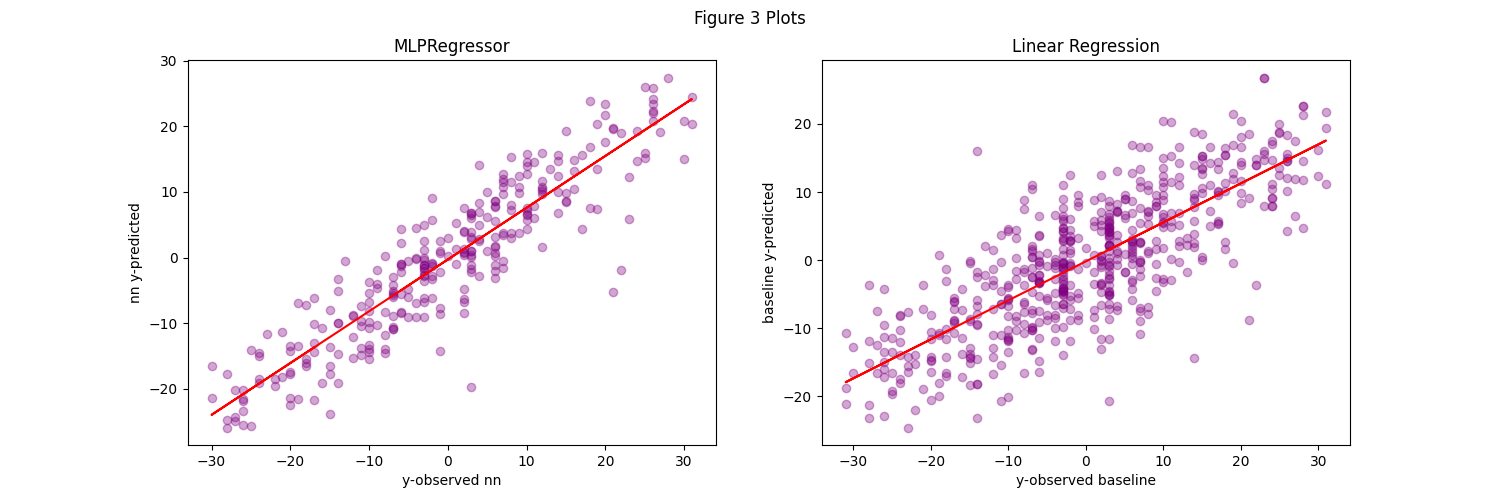 Figure 3 Plots
MLPRegressor
30
20
10
0
−10
−20
nn y-predicted
−30 −20 −10 0 10 20 30
y-observed nn
Linear Regression
20
10
0
−10
−20
baseline y-predicted
−30 −20 −10 0 10 20 30
y-observed baseline